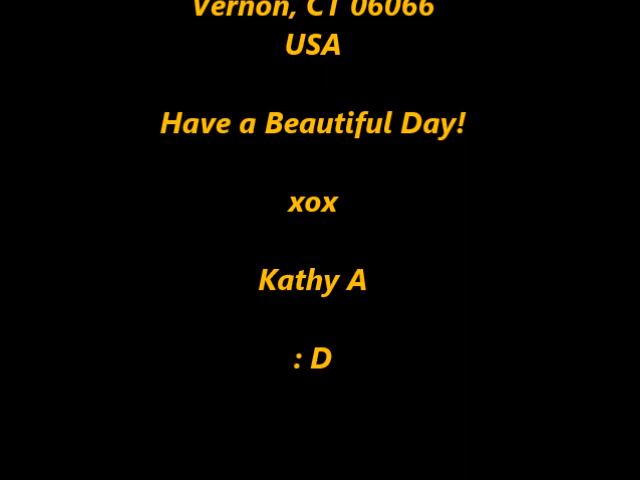 Vernon, CT 06066
USA
Have a Beautiful Day!
xox
Kathy A
: D